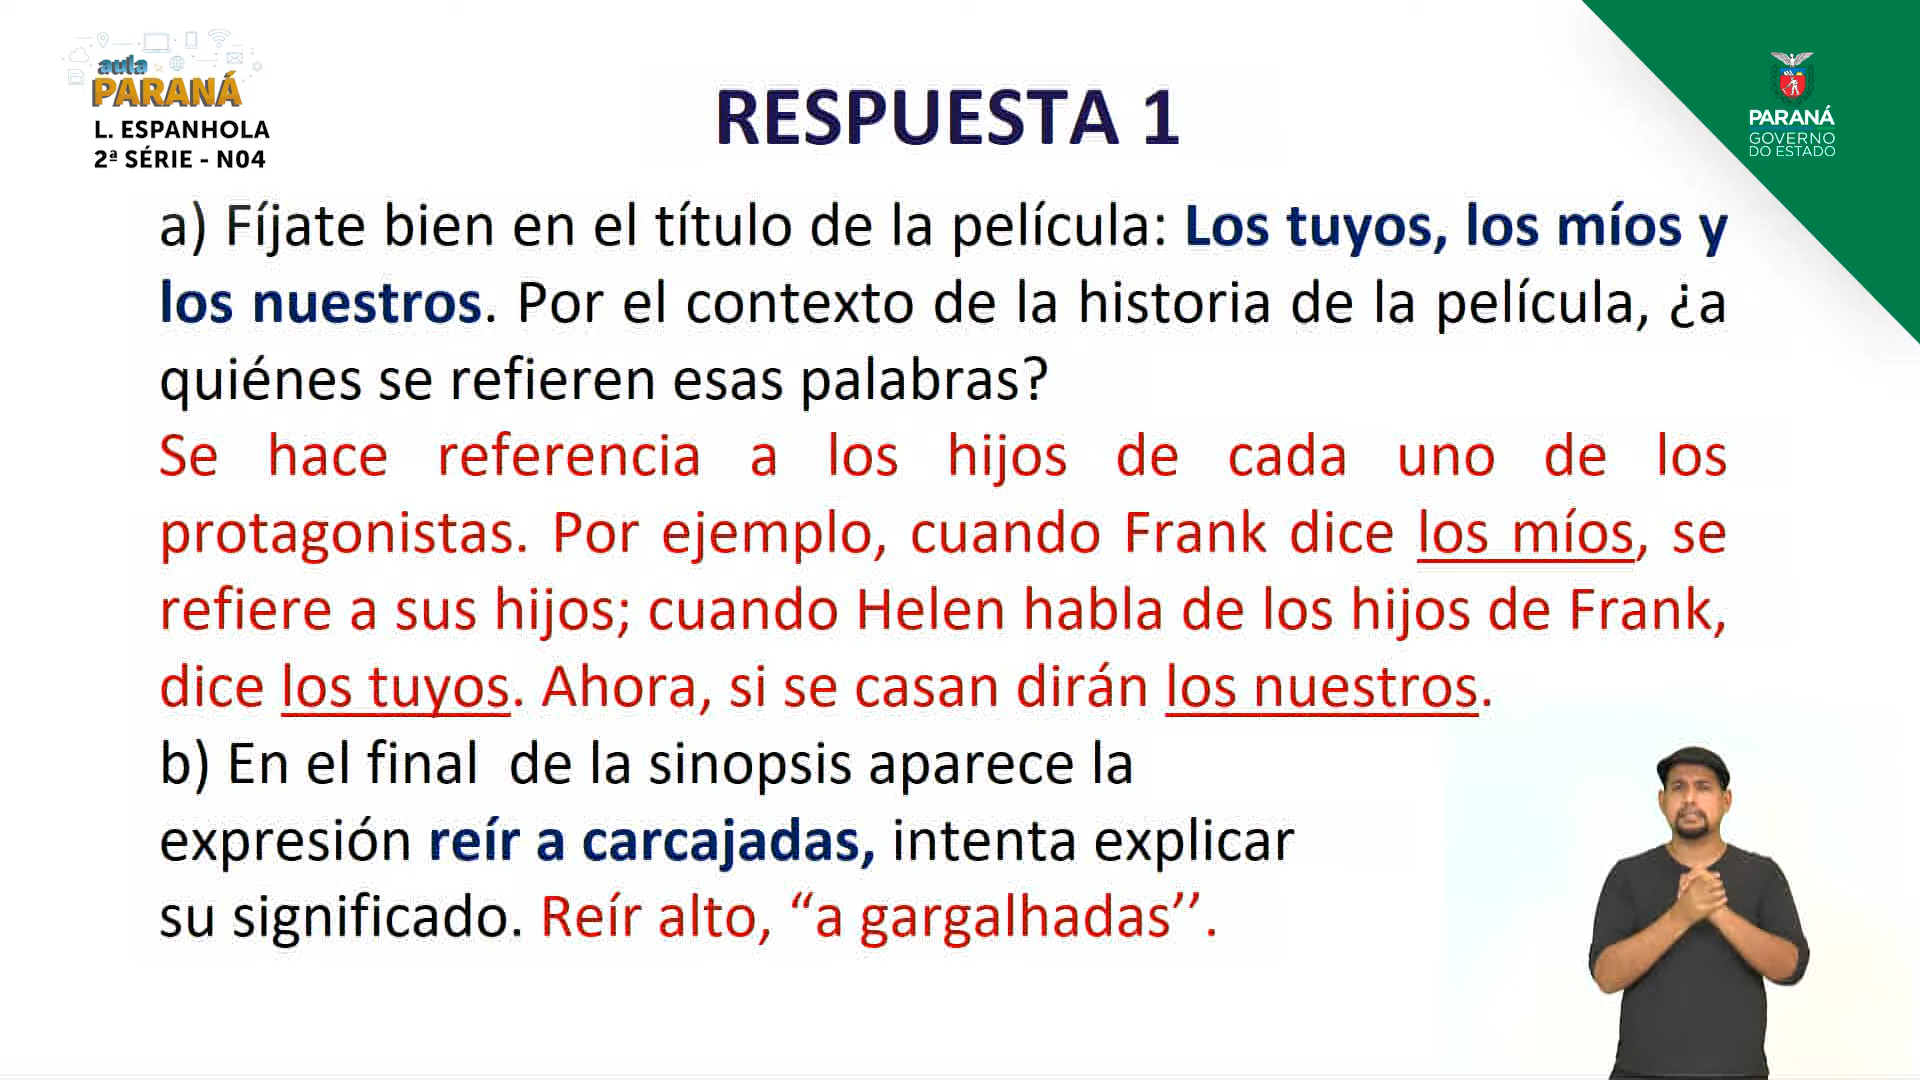 aula
PARANÁ
L. ESPANHOLA
2ª SÉRIE - N04
PARANÁ
GOVERNO
DO ESTADO
RESPUESTA 1
a) Fíjate bien en el título de la película: Los tuyos, los míos y
los nuestros. Por el contexto de la historia de la película, ¿a
quiénes se refieren esas palabras?
Se hace referencia a los hijos de cada uno de los
protagonistas. Por ejemplo, cuando Frank dice los míos, se
refiere a sus hijos; cuando Helen habla de los hijos de Frank,
dice los tuyos. Ahora, si se casan dirán los nuestros.
b) En el final  de la sinopsis aparece la
expresión reír a carcajadas, intenta explicar
su significado. Reír alto, “a gargalhadas’’.